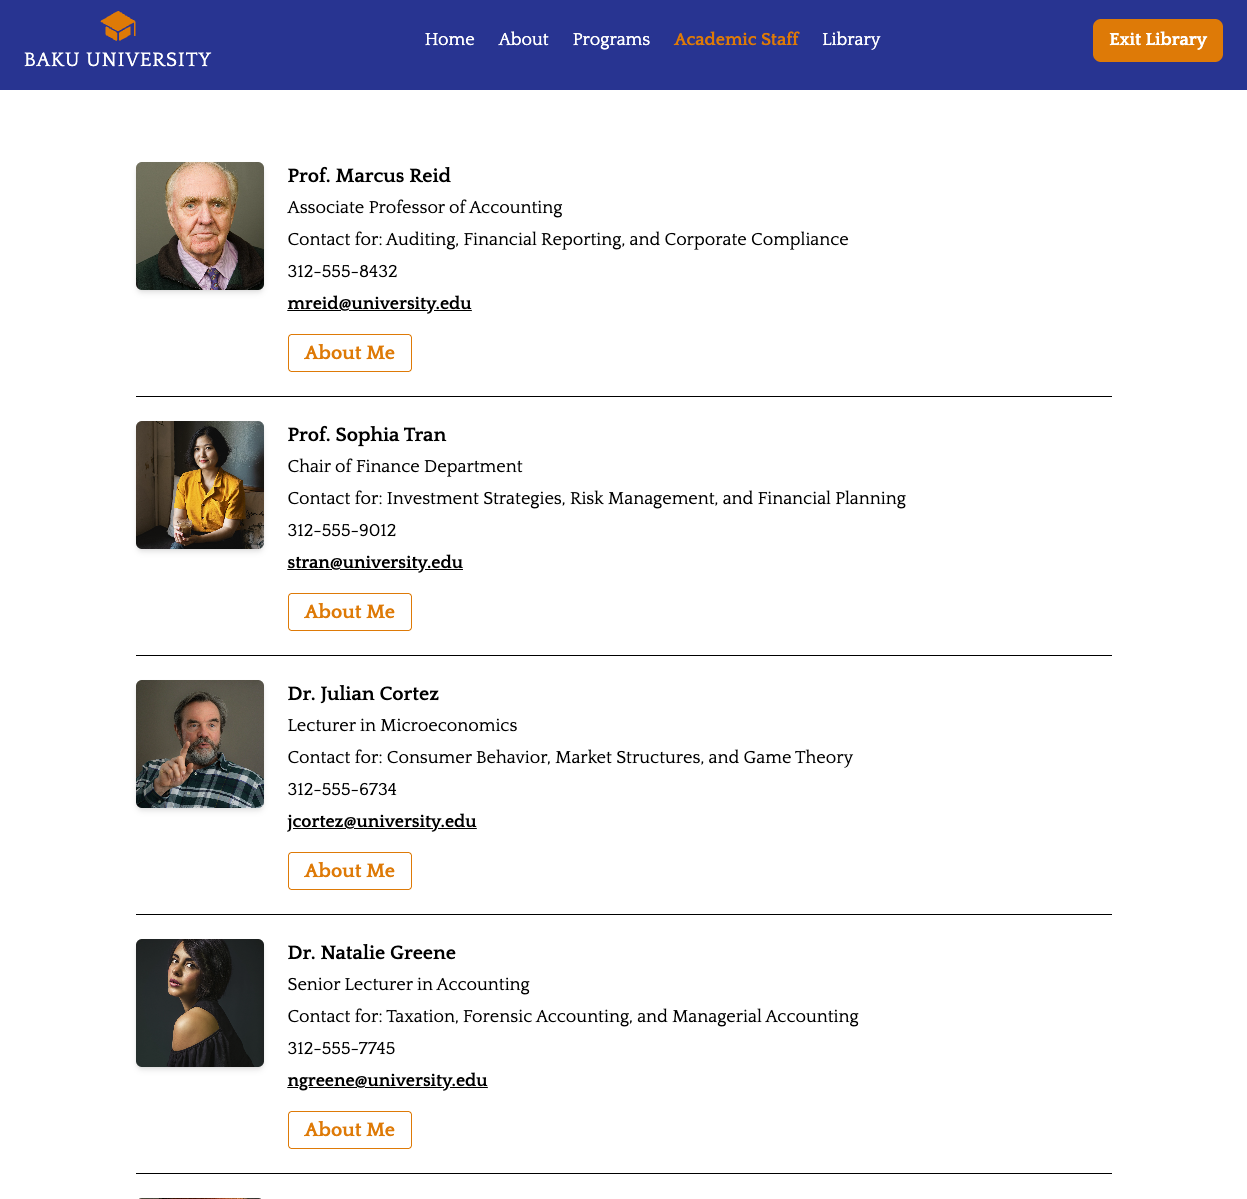 BAKU UNIVERSITY
Home About Programs Academic Staff Library
Exit Library
Prof. Marcus Reid
Associate Professor of Accounting
Contact for: Auditing, Financial Reporting, and Corporate Compliance
312-555-8432
mreid@university.edu
About Me
Prof. Sophia Tran
Chair of Finance Department
Contact for: Investment Strategies, Risk Management, and Financial Planning
312-555-9012
stran@university.edu
About Me
Dr. Julian Cortez
Lecturer in Microeconomics
Contact for: Consumer Behavior, Market Structures, and Game Theory
312-555-6734
jcortez@university.edu
About Me
Dr. Natalie Greene
Senior Lecturer in Accounting
Contact for: Taxation, Forensic Accounting, and Managerial Accounting
312-555-7745
ngreene@university.edu
About Me